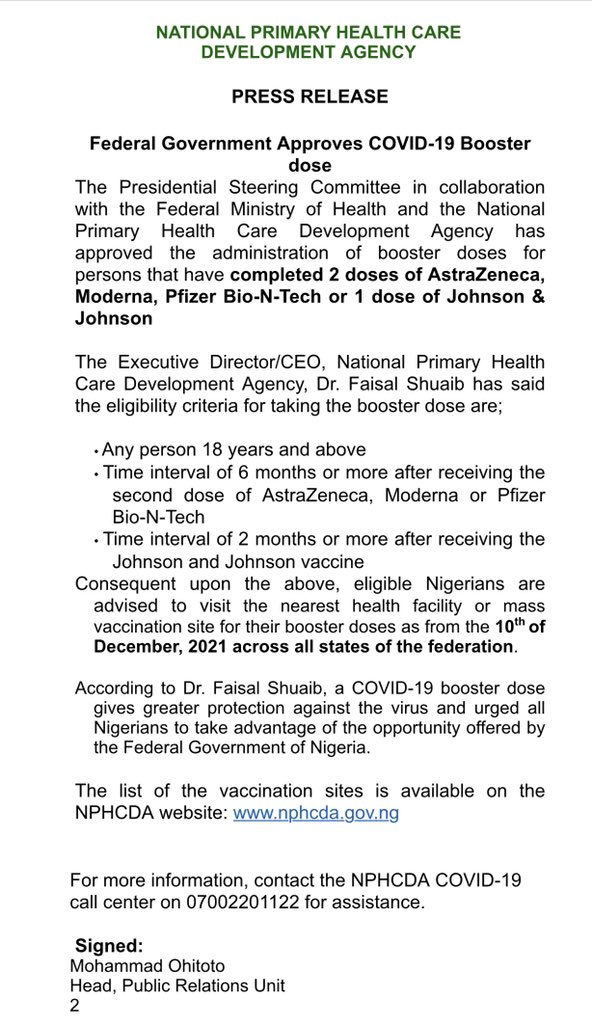 NATIONAL PRIMARY HEALTH CARE
DEVELOPMENT AGENCY
PRESS RELEASE
Federal Government Approves COVID-19 Booster
dose
The Presidential Steering Committee in collaboration
with the Federal Ministry of Health and the National
Primary Health Care Development Agency has
approved the administration of booster doses for
persons that have completed 2 doses of AstraZeneca,
Moderna, Pfizer Bio-N-Tech or 1 dose of Johnson &
Johnson
The Executive Director/CEO, National Primary Health
Care Development Agency, Dr. Faisal Shuaib has said
the eligibility criteria for taking the booster dose are;
• Any person 18 years and above
• Time interval of 6 months or more after receiving the
second dose of AstraZeneca, Moderna or Pfizer
Bio-N-Tech
• Time interval of 2 months or more after receiving the
Johnson and Johnson vaccine
Consequent upon the above, eligible Nigerians are
advised to visit the nearest health facility or mass
vaccination site for their booster doses as from the 10th of
December, 2021 across all states of the federation.
According to Dr. Faisal Shuaib, a COVID-19 booster dose
gives greater protection against the virus and urged all
Nigerians to take advantage of the opportunity offered by
the Federal Government of Nigeria.
The list of the vaccination sites is available on the
NPHCDA website: www.nphcda.gov.ng
For more information, contact the NPHCDA COVID-19
call center on 07002201122 for assistance.
Signed:
Mohammad Ohitoto
Head, Public Relations Unit
2